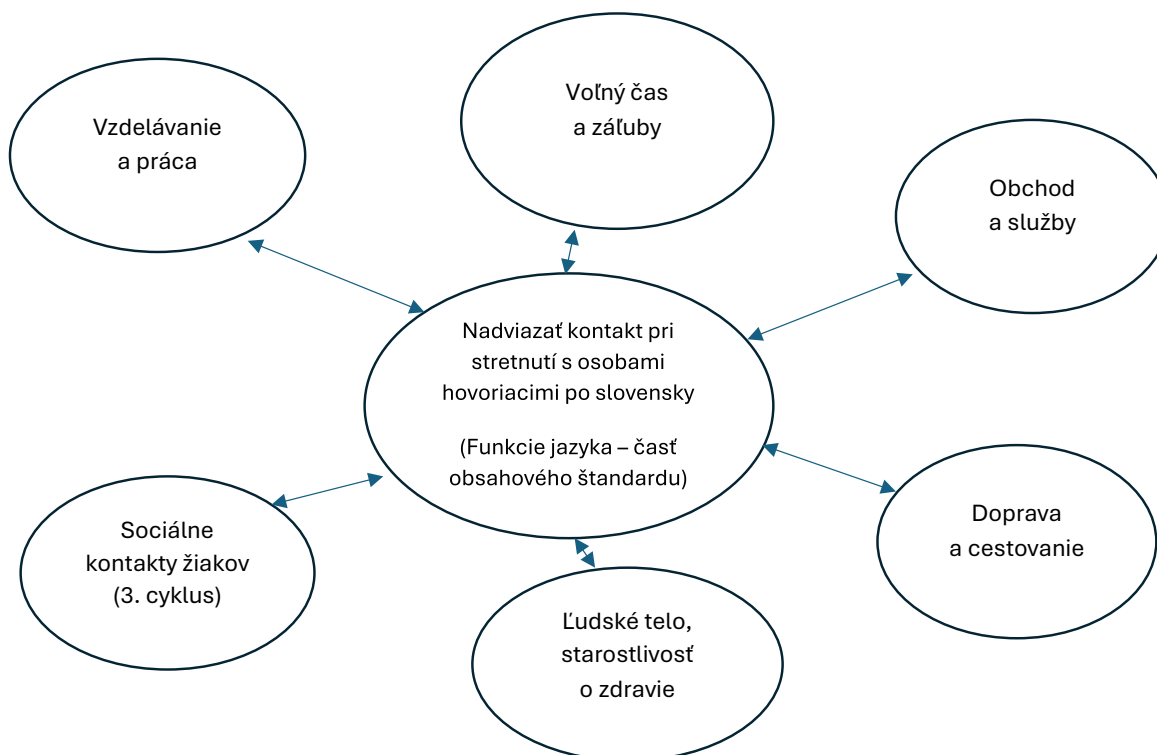 Voľný čas
a záľuby
Vzdelávanie
a práca
Obchod
a služby
Nadviazať kontakt pri
stretnutí s osobami
hovoriacimi po slovensky
(Funkcie jazyka – časť
obsahového štandardu)
Sociálne
kontakty žiakov
(3. cyklus)
Doprava
a cestovanie
Ľudské telo,
starostlivosť
o zdravie